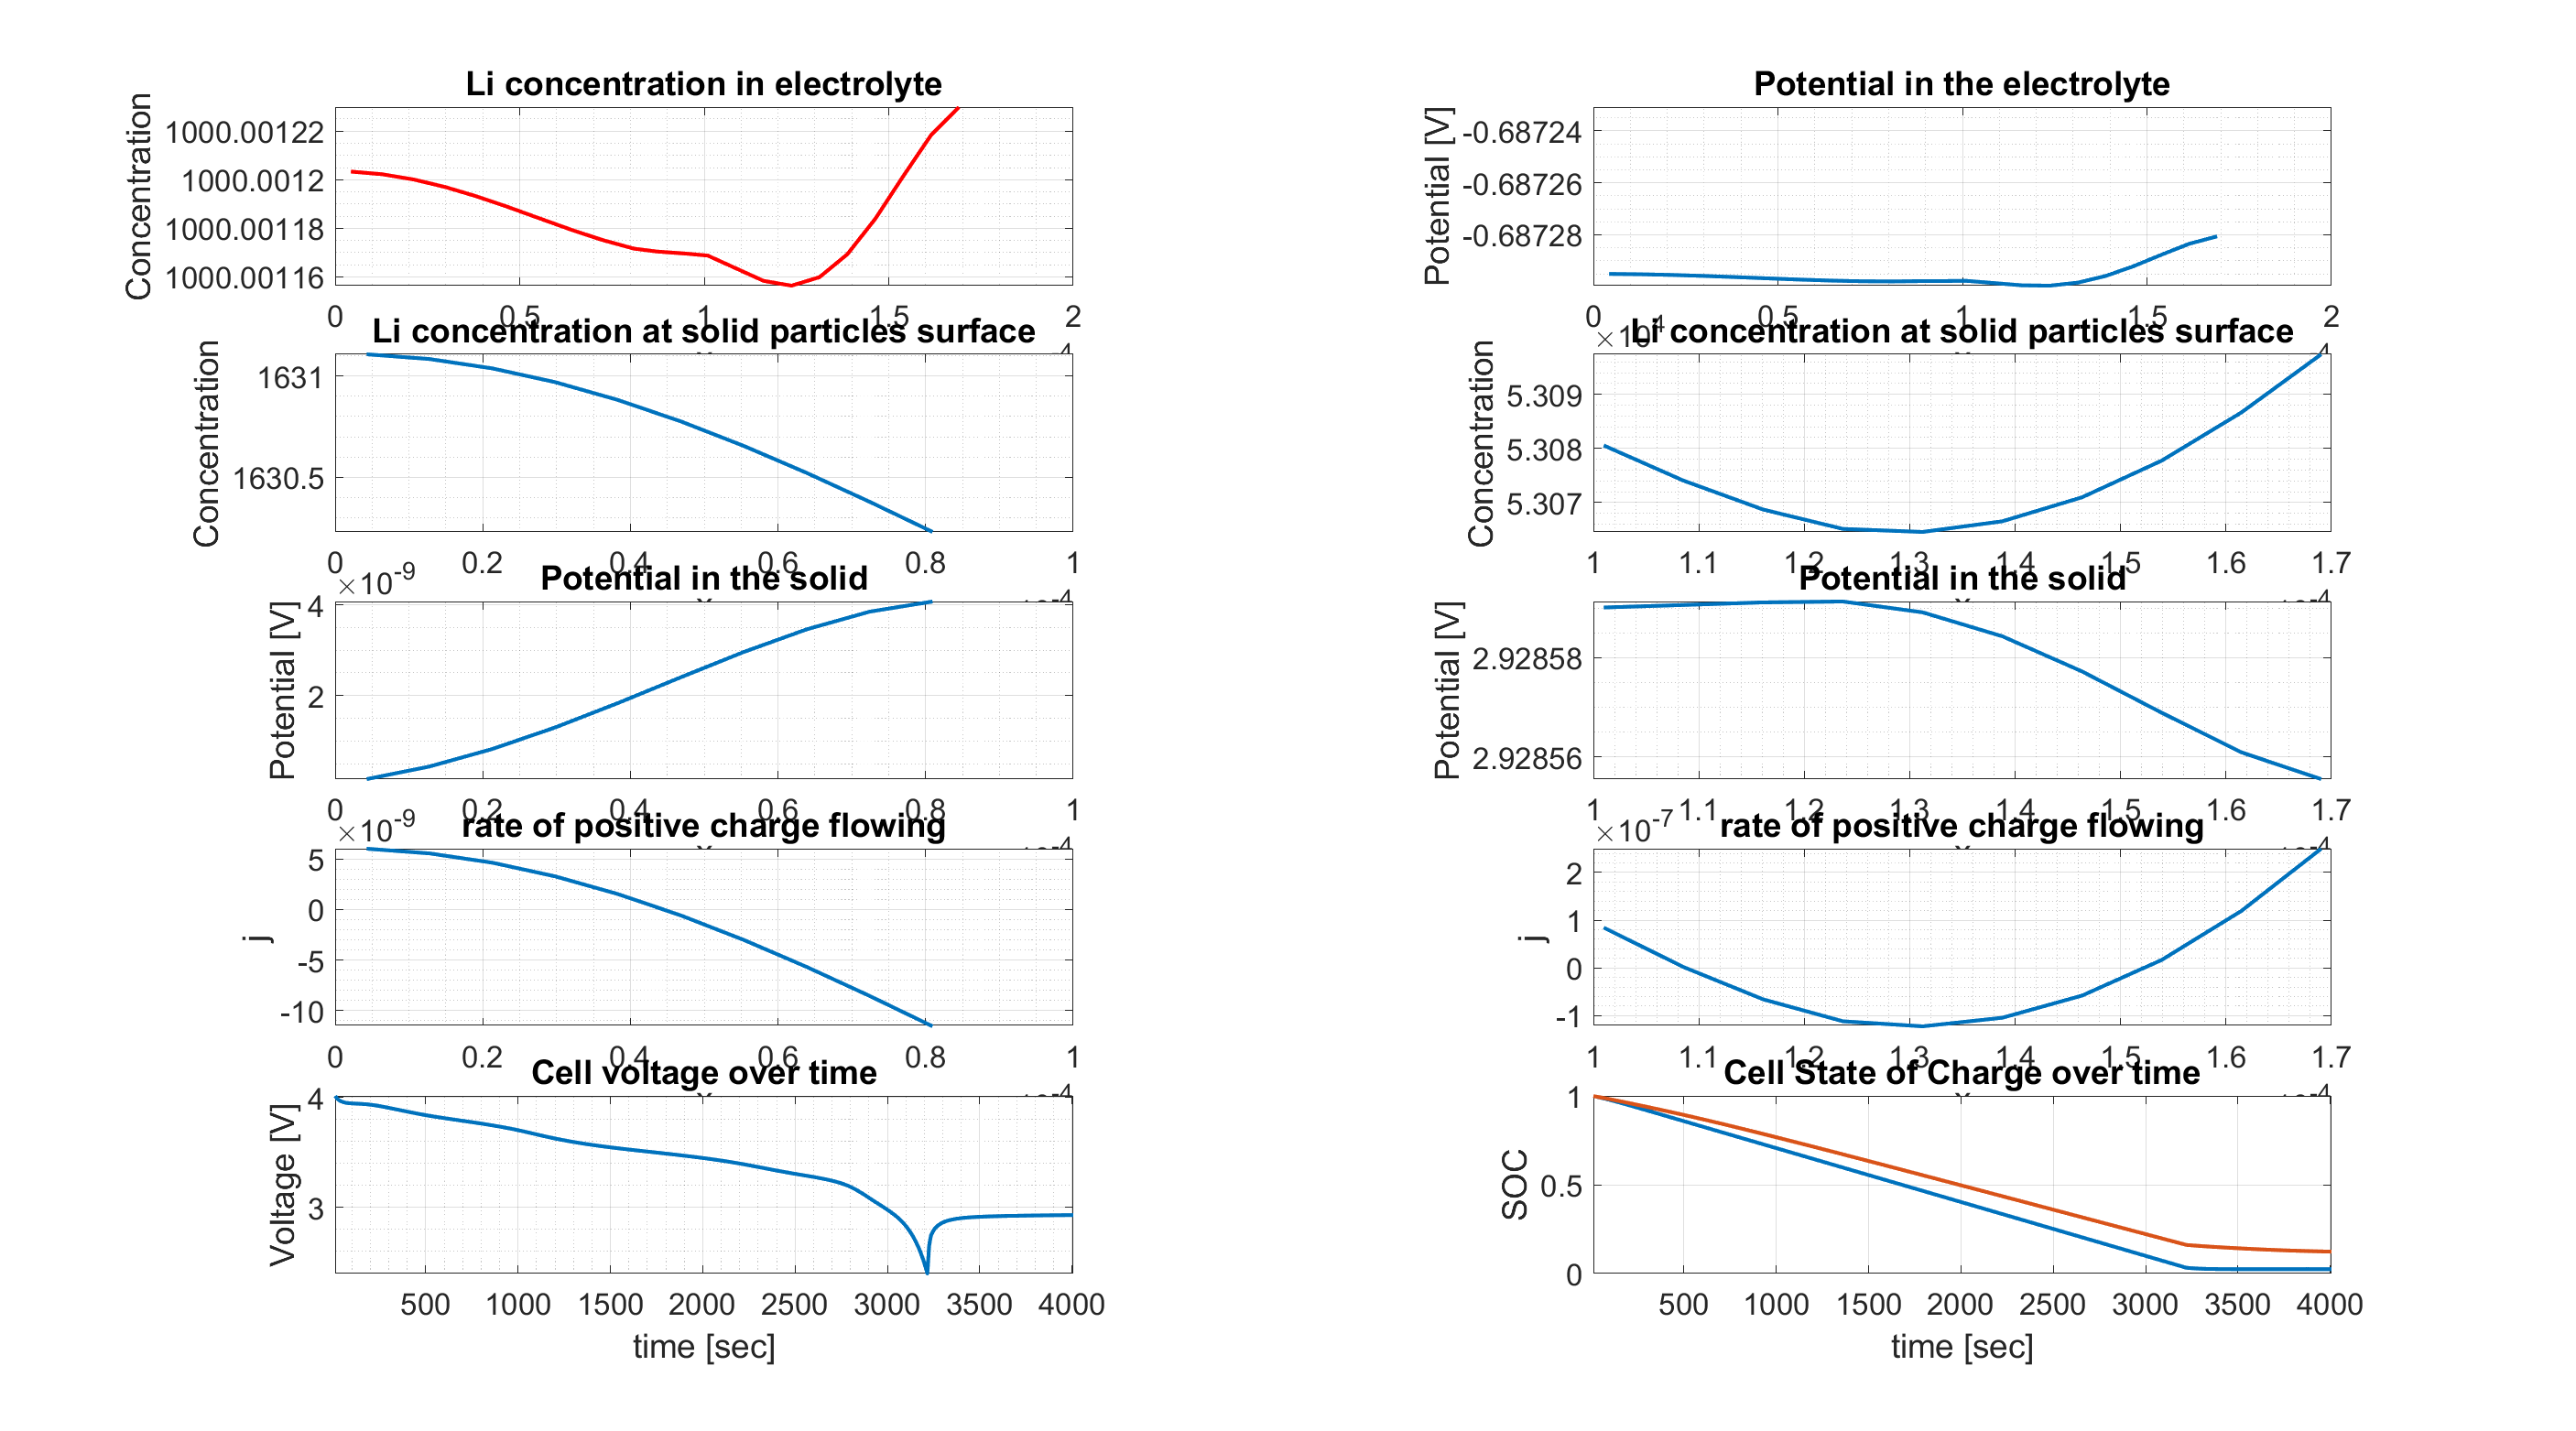 Li concentration in electrolyte
Concentration
1000.00122
1000.0012
1000.00118
1000.00116
0 0.5 1 1.5 2
Potential in the electrolyte
Potential [V]
-0.68724
-0.68726
-0.68728
0 0.5 1 1.5 2
Li concentration at solid particles surface
Concentration
1631
1630.5
0 0.2 0.4 0.6 0.8 1
Li concentration at solid particles surface
×10⁴
Concentration
5.309
5.308
5.307
1 1.1 1.2 1.3 1.4 1.5 1.6 1.7
Potential in the solid
×10⁻⁹
Potential [V]
4
2
0 0.2 0.4 0.6 0.8 1
Potential in the solid
Potential [V]
2.92858
2.92856
1 1.1 1.2 1.3 1.4 1.5 1.6 1.7
rate of positive charge flowing
×10⁻⁹
j
5
0
-5
-10
0 0.2 0.4 0.6 0.8 1
rate of positive charge flowing
×10⁻⁷
j
2
1
0
-1
1 1.1 1.2 1.3 1.4 1.5 1.6 1.7
Cell voltage over time
Voltage [V]
4
3
500 1000 1500 2000 2500 3000 3500 4000
time [sec]
Cell State of Charge over time
SOC
1
0.5
0
500 1000 1500 2000 2500 3000 3500 4000
time [sec]